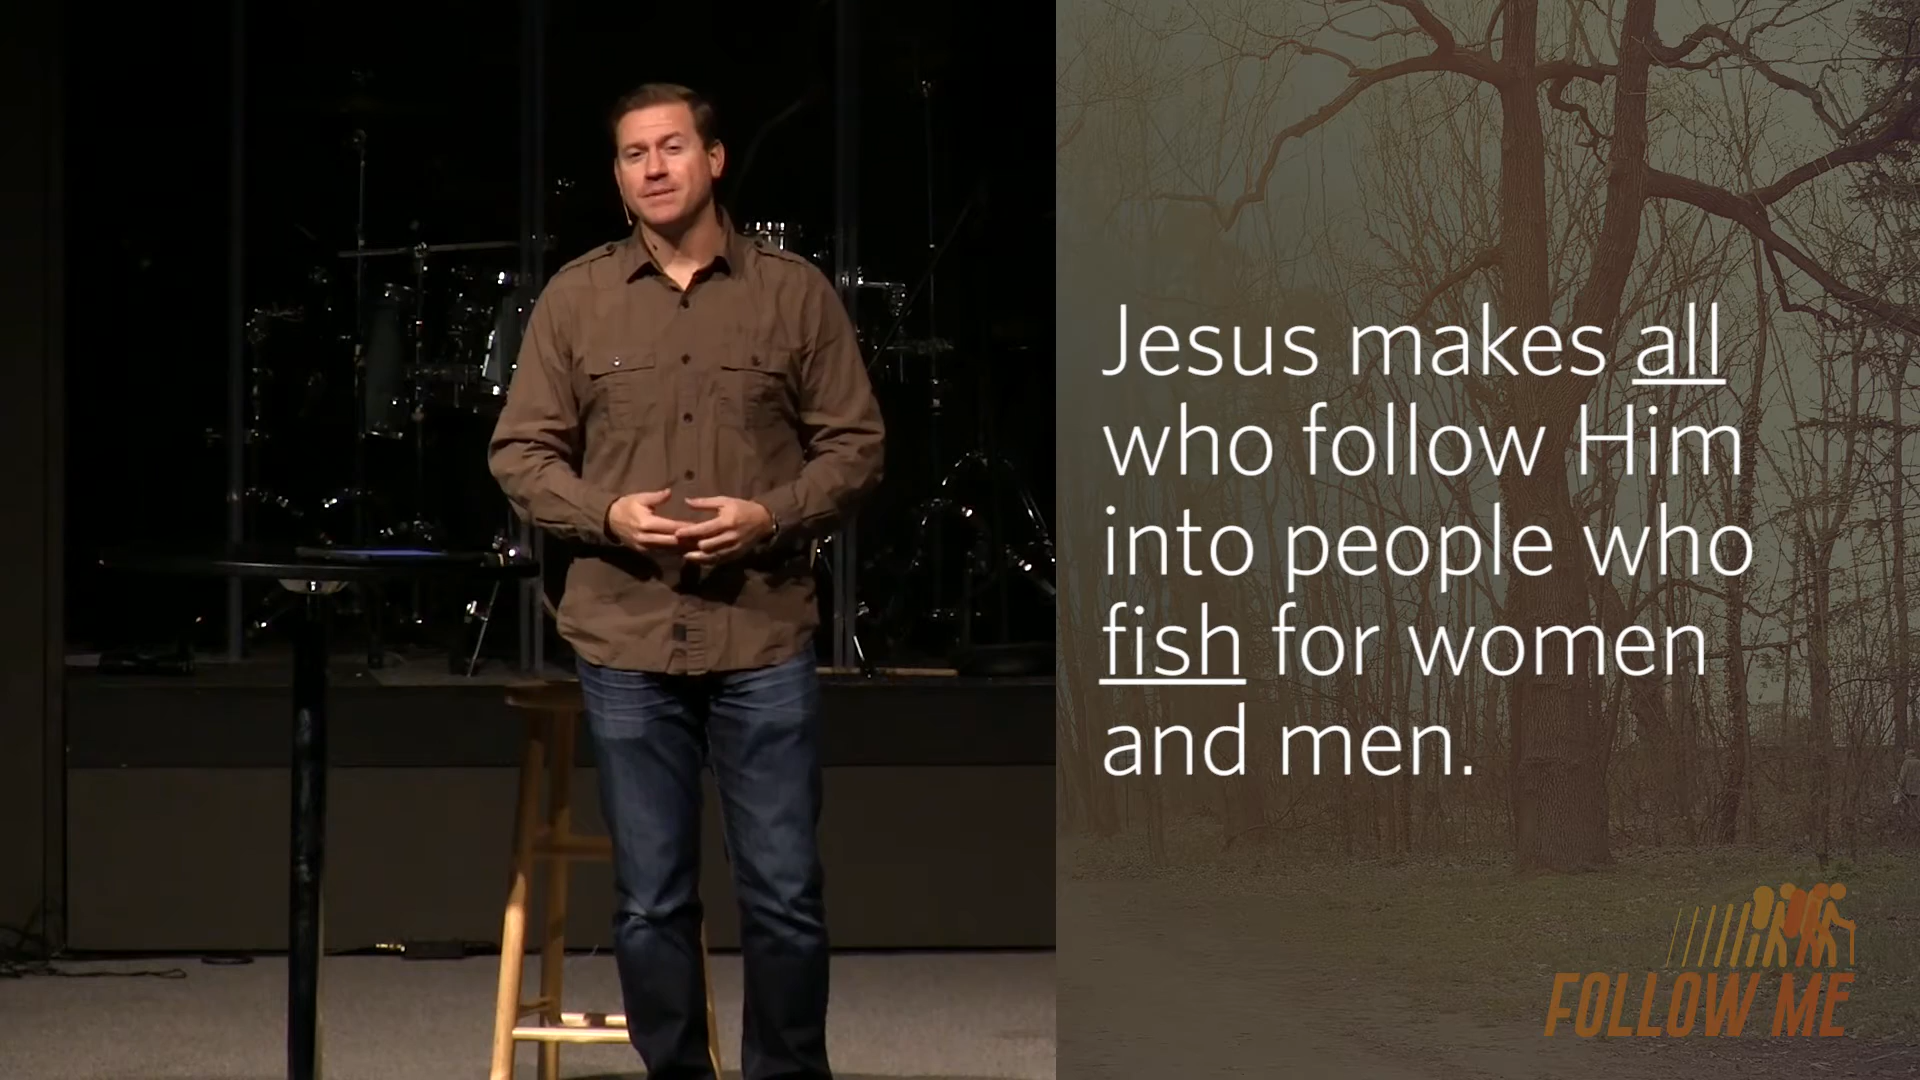 Jesus makes all
who follow Him
into people who
fish for women
and men.
FOLLOW ME